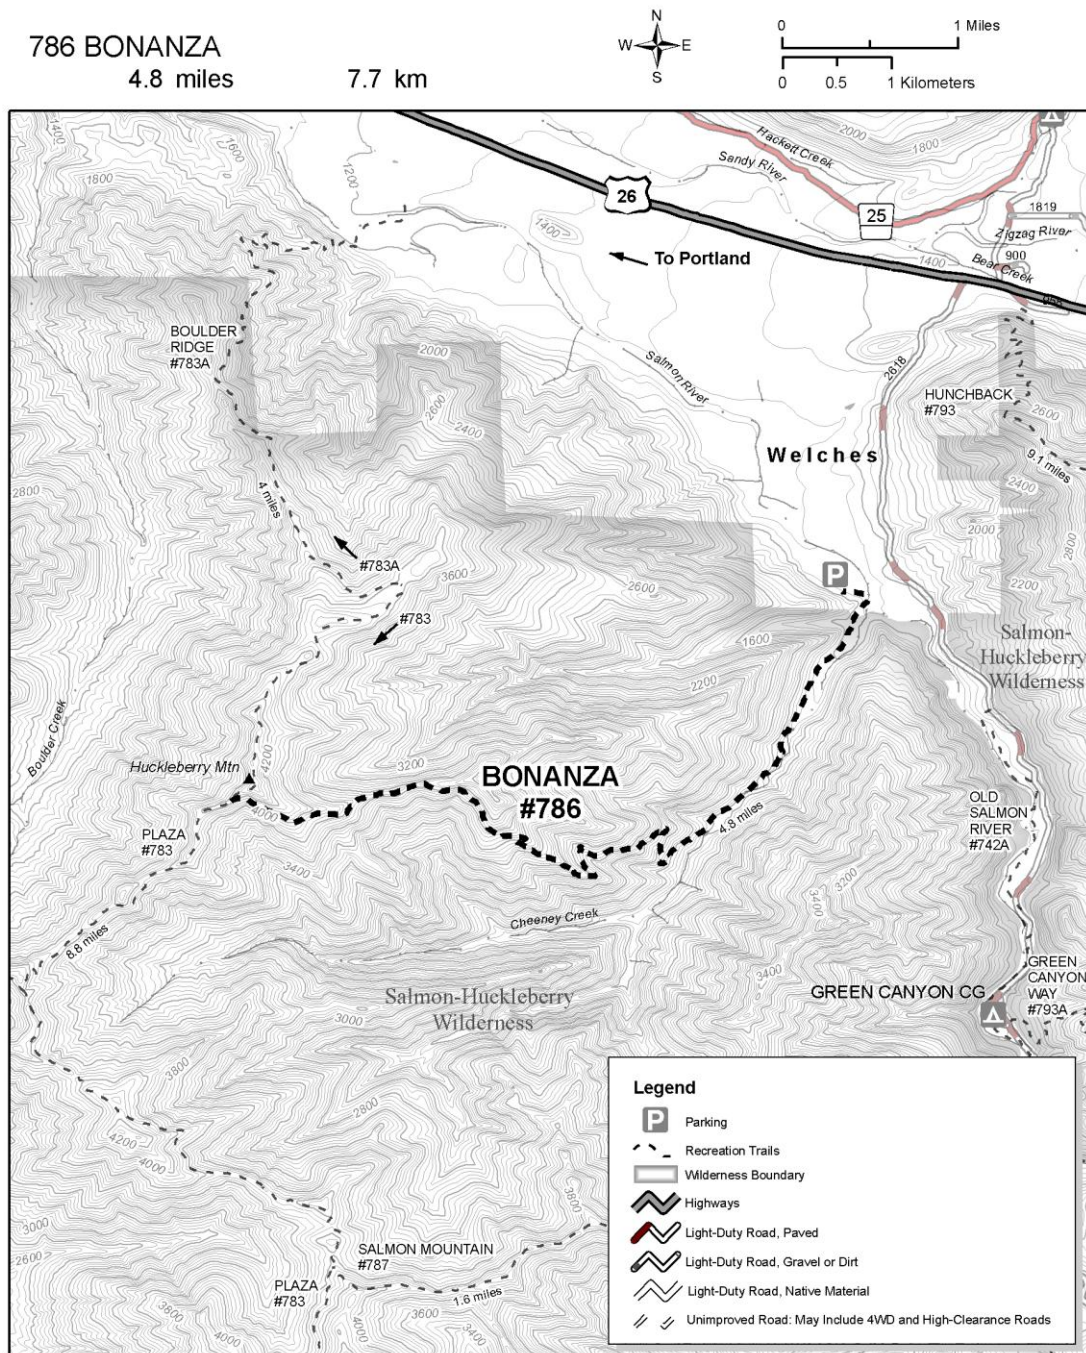 786 BONANZA
4.8 miles 7.7 km
N
W E
S
0 1 Miles
0 0.5 1 Kilometers
1400
1600
1800
1200
2000
1800
Hackett Creek
Sandy River
26
25
1819
Zigzag River
900
Bear Creek
1400
1400
To Portland
BOULDER
RIDGE
#783A
2000
2600
2400
Salmon River
2618
HUNCHBACK
#793
2600
9.1 miles
2400
2800
2200
Welches
2800
4 miles
#783A
3600
#783
2600
P
1600
2200
Salmon-
Huckleberry
Wilderness
Boulder Creek
4200
Huckleberry Mtn
3200
BONANZA
#786
4000
4.8 miles
PLAZA
#783
3400
OLD
SALMON
RIVER
#742A
3200
3400
Cheeney Creek
8.8 miles
3400
GREEN
CANYON
WAY
#793A
GREEN CANYON CG
Salmon-Huckleberry
Wilderness
3000
3800
2800
4200
4000
3800
3000
2600
SALMON MOUNTAIN
#787
PLAZA
#783
1.6 miles
3800
4000
3600
3400
Legend
P Parking
Recreation Trails
Wilderness Boundary
Highways
Light-Duty Road, Paved
Light-Duty Road, Gravel or Dirt
Light-Duty Road, Native Material
Unimproved Road: May Include 4WD and High-Clearance Roads